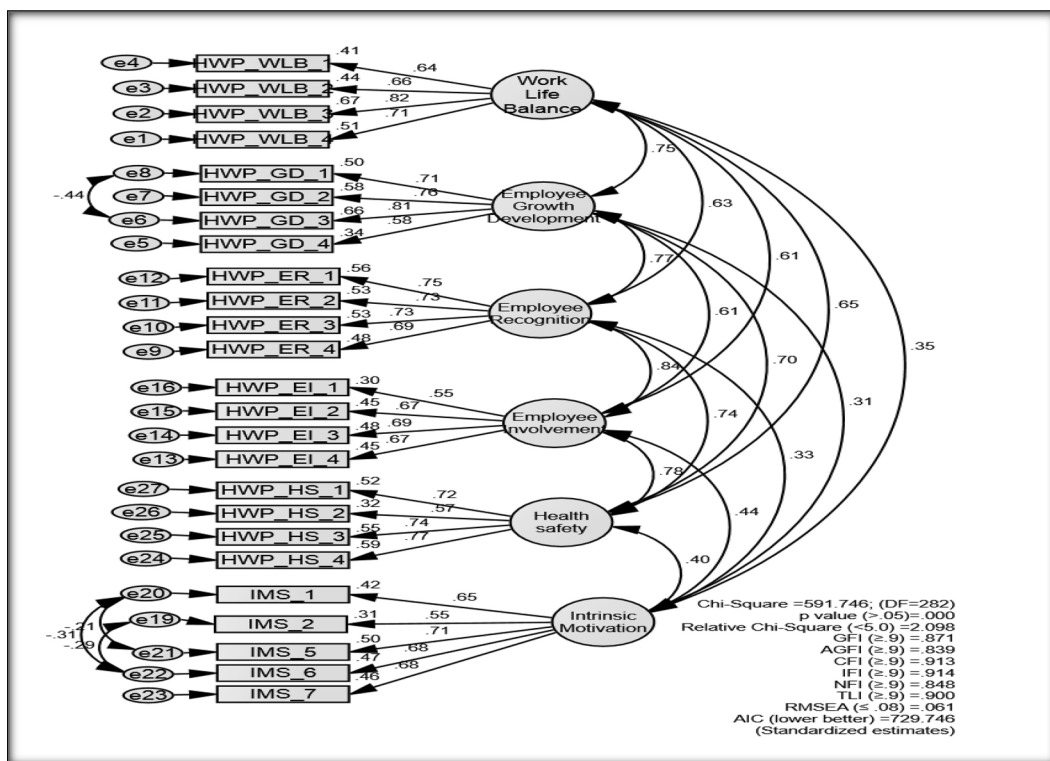 .41
e4 HWP_WLB_1 .64
.44
e3 HWP_WLB_2 .66
.67
e2 HWP_WLB_3 .82
.51
e1 HWP_WLB_4 .71
Work
Life
Balance
.75
.50
e8 HWP_GD_1 .71
.58
e7 HWP_GD_2 .76
-.44
.66
e6 HWP_GD_3 .81
.34
e5 HWP_GD_4 .58
Employee
Growth
Development
.63
.77
.61
.56
e12 HWP_ER_1 .75
.53
e11 HWP_ER_2 .73
.53
e10 HWP_ER_3 .73
.48
e9 HWP_ER_4 .69
Employee
Recognition
.61
.65
.84
.70
.35
.30
e16 HWP_EI_1 .55
.45
e15 HWP_EI_2 .67
.48
e14 HWP_EI_3 .69
.45
e13 HWP_EI_4 .67
Employee
Involvement
.74
.31
.33
.78
.52
e27 HWP_HS_1 .72
.32
e26 HWP_HS_2 .57
.55
e25 HWP_HS_3 .74
.59
e24 HWP_HS_4 .77
Health
safety
.44
.40
.42
e20 IMS_1 .65
.31
e19 IMS_2 .55
-.21
-.31
-.29
.50
e21 IMS_5 .71
.47
e22 IMS_6 .68
.46
e23 IMS_7 .68
Intrinsic
Motivation
Chi-Square =591.746; (DF=282)
p value (>.05)=.000
Relative Chi-Square (<5.0) =2.098
GFI (≥.9) =.871
AGFI (≥.9) =.839
CFI (≥.9) =.913
IFI (≥.9) =.914
NFI (≥.9) =.848
TLI (≥.9) =.900
RMSEA (≤ .08) =.061
AIC (lower better) =729.746
(Standardized estimates)